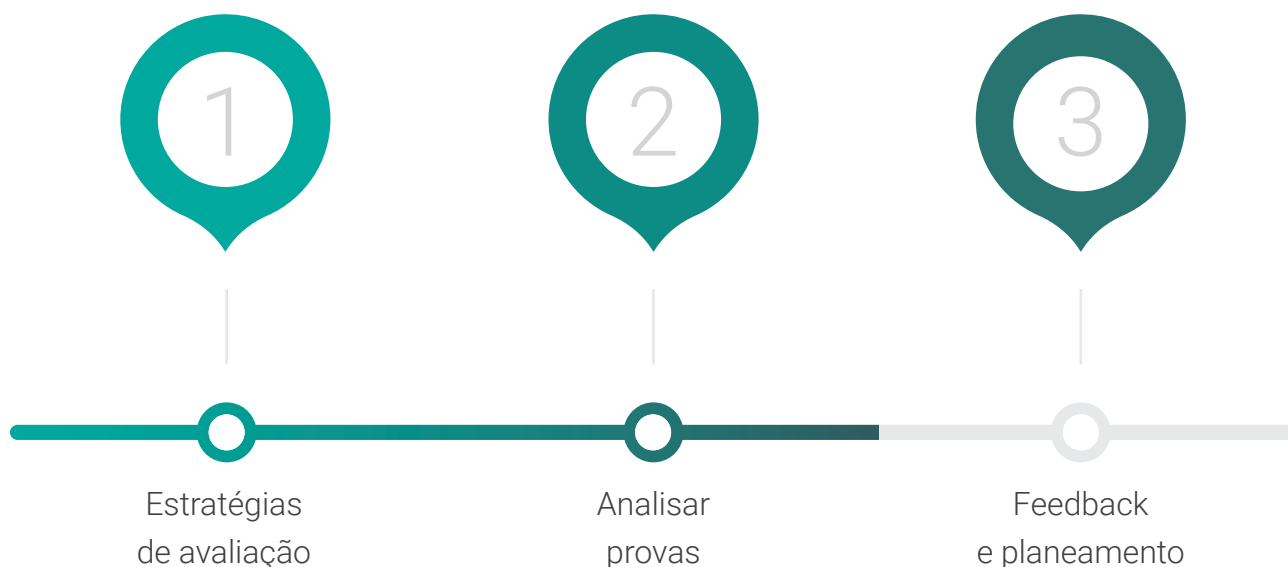 1
2
3
Estratégias
de avaliação
Analisar
provas
Feedback
e planeamento